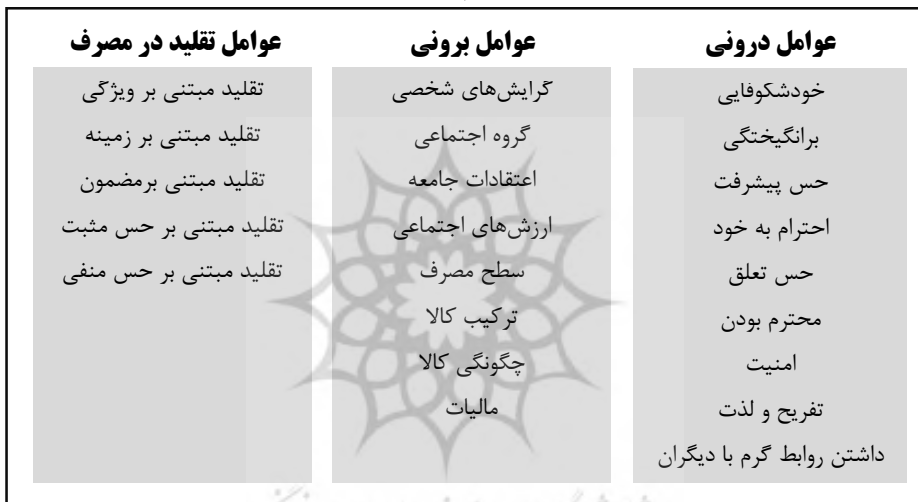 عوامل درونی
خودشکوفایی
برانگیختگی
حس پیشرفت
احترام به خود
حس تعلق
محترم بودن
امنیت
تفریح و لذت
داشتن روابط گرم با دیگران
عوامل برونی
گرایش‌های شخصی
گروه اجتماعی
اعتقادات جامعه
ارزش‌های اجتماعی
سطح مصرف
ترکیب کالا
چگونگی کالا
مالیات
عوامل تقلید در مصرف
تقلید مبتنی بر ویژگی
تقلید مبتنی بر زمینه
تقلید مبتنی برمضمون
تقلید مبتنی بر حس مثبت
تقلید مبتنی بر حس منفی